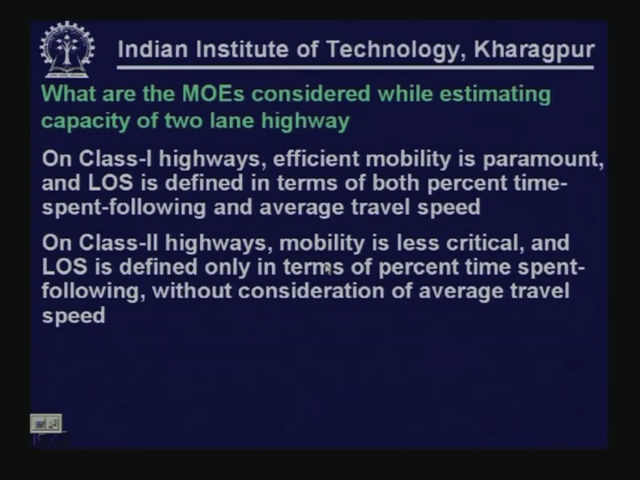 Indian Institute of Technology, Kharagpur
What are the MOEs considered while estimating
capacity of two lane highway
On Class-I highways, efficient mobility is paramount,
and LOS is defined in terms of both percent time-
spent-following and average travel speed
On Class-II highways, mobility is less critical, and
LOS is defined only in terms of percent time spent-
following, without consideration of average travel
speed